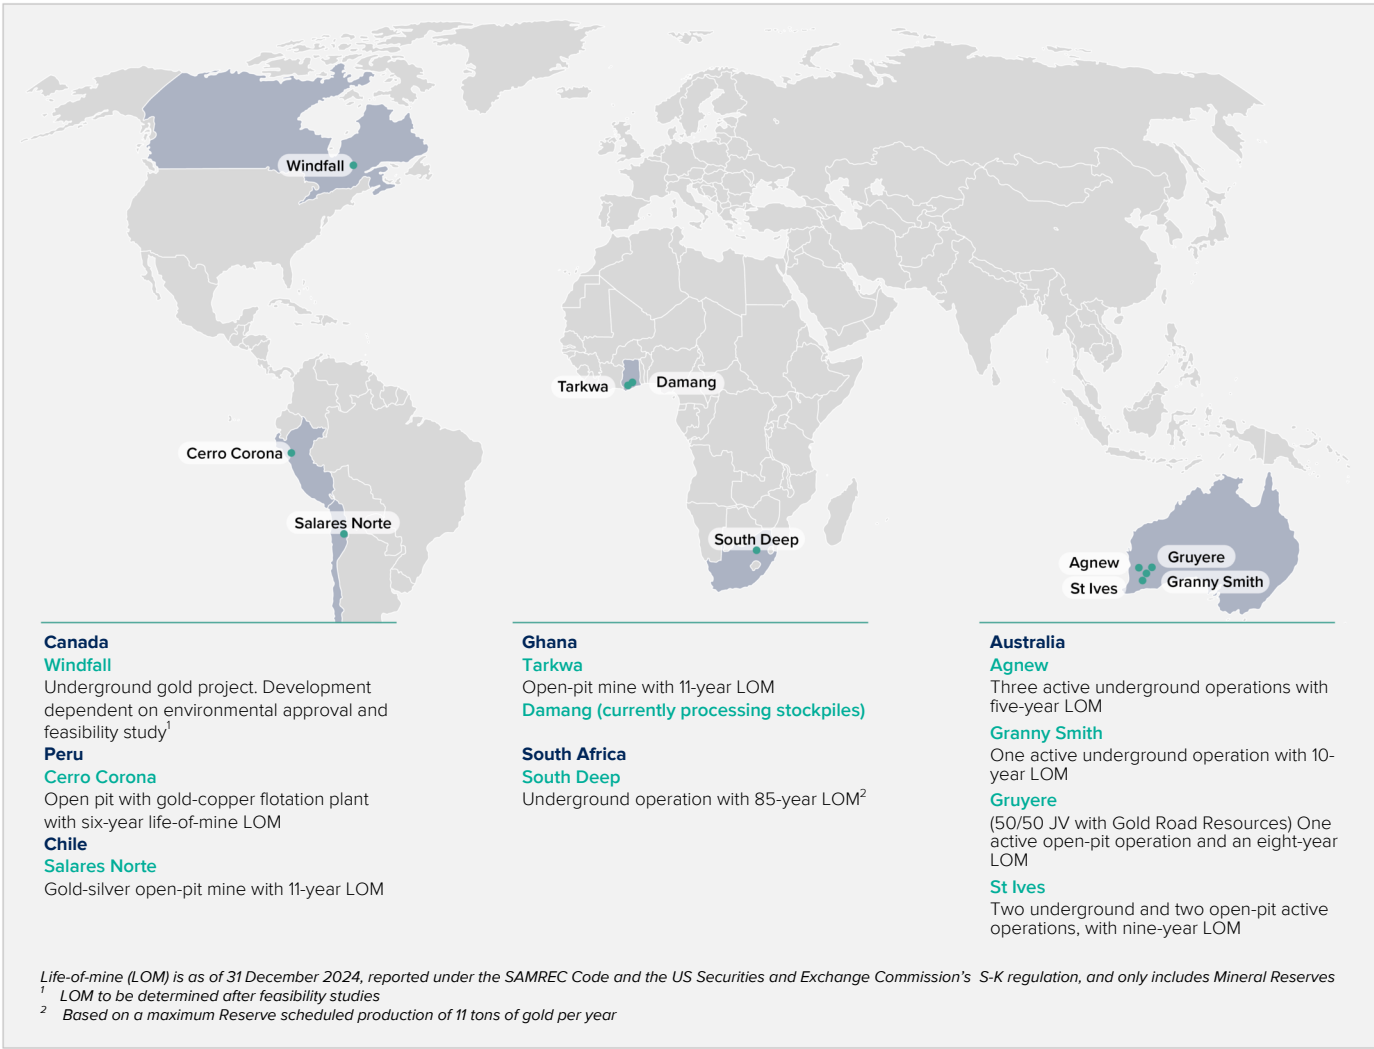 Windfall
Tarkwa
Damang
Cerro Corona
Salares Norte
South Deep
Agnew
Gruyere
St Ives
Granny Smith
Canada
Windfall
Underground gold project. Development
dependent on environmental approval and
feasibility study1
Peru
Cerro Corona
Open pit with gold-copper flotation plant
with six-year life-of-mine LOM
Chile
Salares Norte
Gold-silver open-pit mine with 11-year LOM
Ghana
Tarkwa
Open-pit mine with 11-year LOM
Damang (currently processing stockpiles)
South Africa
South Deep
Underground operation with 85-year LOM2
Australia
Agnew
Three active underground operations with
five-year LOM
Granny Smith
One active underground operation with 10-
year LOM
Gruyere
(50/50 JV with Gold Road Resources) One
active open-pit operation and an eight-year
LOM
St Ives
Two underground and two open-pit active
operations, with nine-year LOM
Life-of-mine (LOM) is as of 31 December 2024, reported under the SAMREC Code and the US Securities and Exchange Commission's S-K regulation, and only includes Mineral Reserves
1 LOM to be determined after feasibility studies
2 Based on a maximum Reserve scheduled production of 11 tons of gold per year